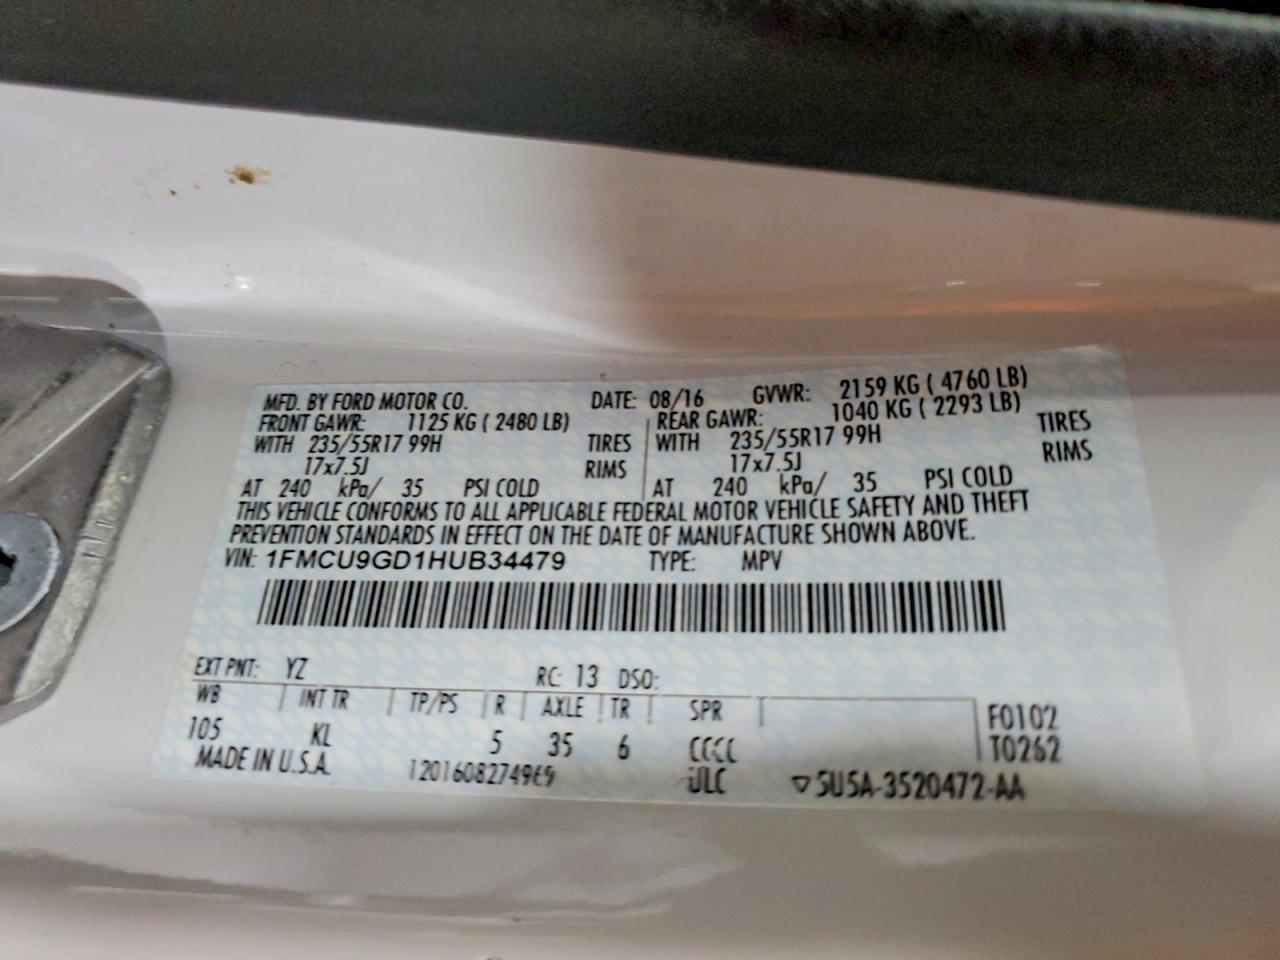 MFD. BY FORD MOTOR CO. DATE: 08/16 GVWR: 2159 KG ( 4760 LB)
FRONT GAWR: 1125 KG ( 2480 LB) REAR GAWR: 1040 KG ( 2293 LB)
WITH 235/55R17 99H TIRES WITH 235/55R17 99H TIRES
17x7.5J RIMS 17x7.5J RIMS
AT 240 kPa/ 35 PSI COLD AT 240 kPa/ 35 PSI COLD
THIS VEHICLE CONFORMS TO ALL APPLICABLE FEDERAL MOTOR VEHICLE SAFETY AND THEFT
PREVENTION STANDARDS IN EFFECT ON THE DATE OF MANUFACTURE SHOWN ABOVE.
VIN: 1FMCU9GD1HUB34479 TYPE: MPV
EXT PNT: YZ RC: 13 DSO:
WB INT TR TP/PS R AXLE TR SPR F0102
105 KL 5 35 6 CCCC T0262
MADE IN U.S.A. ULC ▽5U5A-3520472-AA